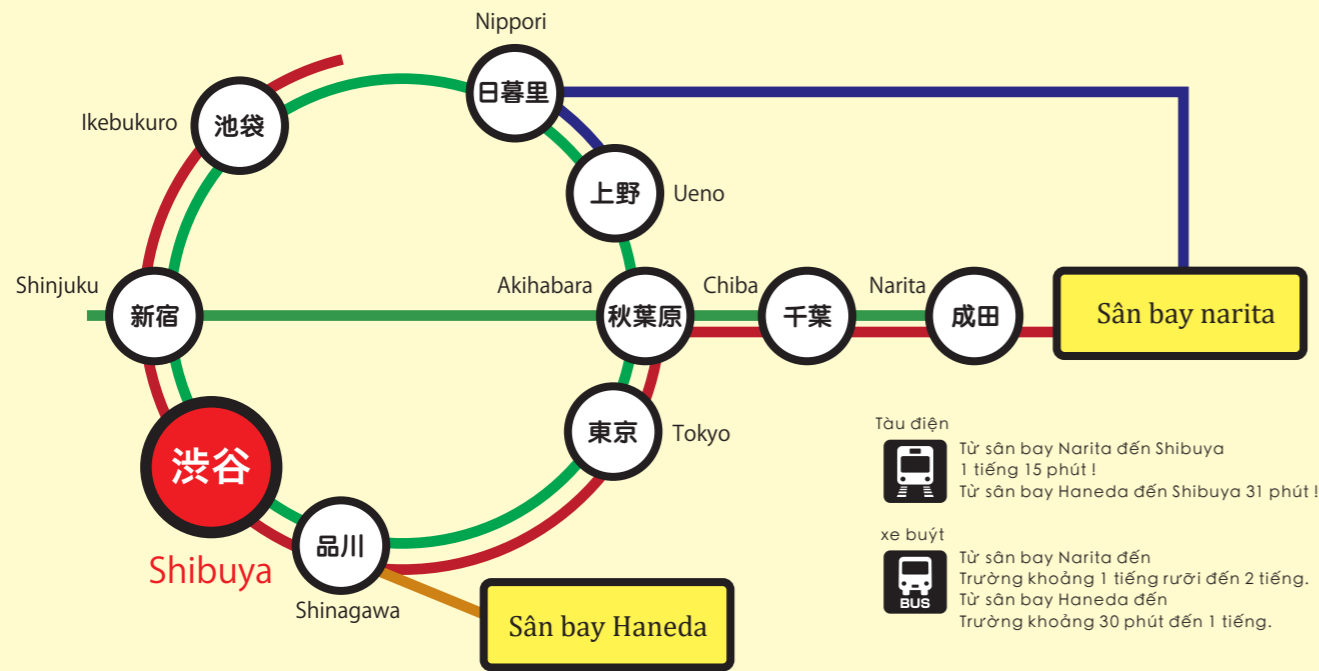 Nippori
日暮里
Ikebukuro
池袋
上野
Ueno
Shinjuku
新宿
Akihabara
秋葉原
Chiba
千葉
Narita
成田
Sân bay narita
渋谷
Shibuya
東京
Tokyo
品川
Shinagawa
Sân bay Haneda
Tàu điện
Từ sân bay Narita đến Shibuya
1 tiếng 15 phút !
Từ sân bay Haneda đến Shibuya 31 phút !
xe buýt
BUS
Từ sân bay Narita đến
Trường khoảng 1 tiếng rưỡi đến 2 tiếng.
Từ sân bay Haneda đến
Trường khoảng 30 phút đến 1 tiếng.